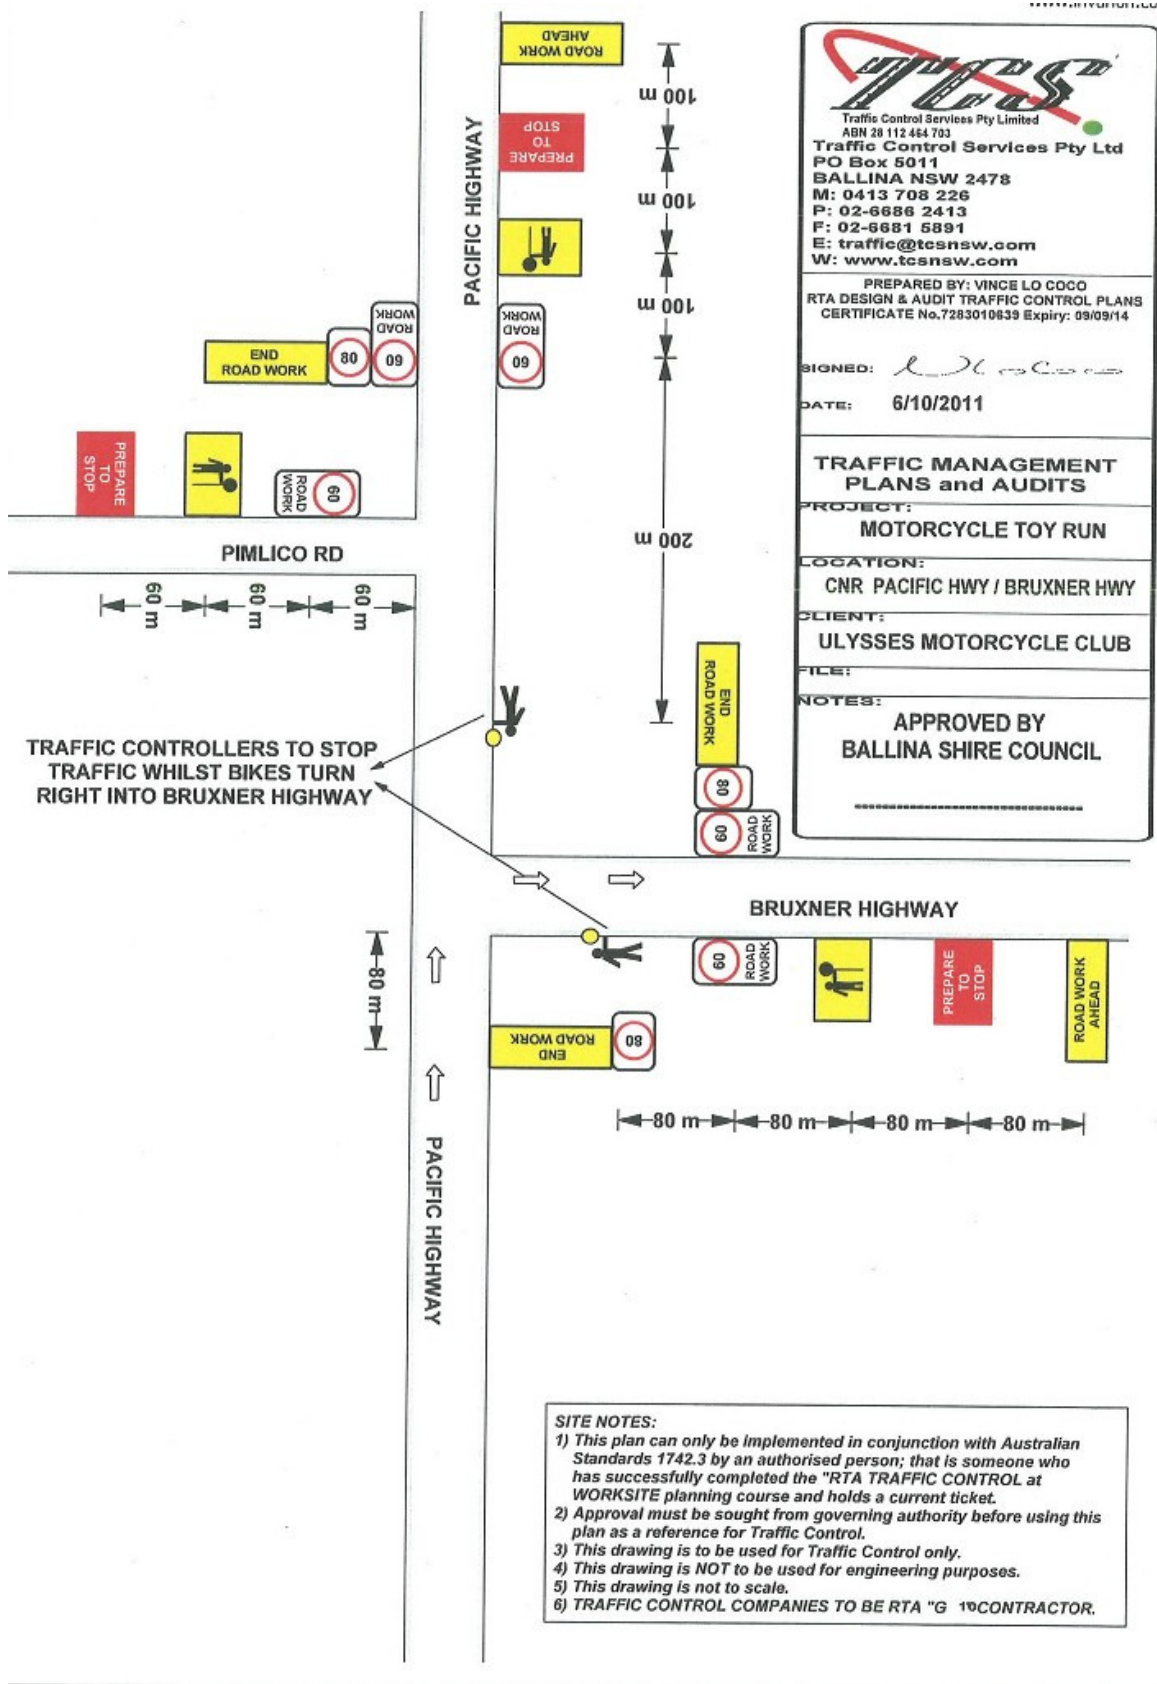 ROAD WORK
AHEAD
100 m
PREPARE
TO
STOP
100 m
PACIFIC HIGHWAY
100 m
ROAD
WORK
60
ROAD
WORK
60
80
END
ROAD WORK
200 m
PREPARE
TO
STOP
ROAD
WORK
60
PIMLICO RD
60 m
60 m
60 m
TRAFFIC CONTROLLERS TO STOP
TRAFFIC WHILST BIKES TURN
RIGHT INTO BRUXNER HIGHWAY
END
ROAD WORK
80
60
ROAD
WORK
BRUXNER HIGHWAY
80 m
60
ROAD
WORK
PREPARE
TO
STOP
ROAD WORK
AHEAD
END
ROAD WORK
80
80 m
80 m
80 m
80 m
PACIFIC HIGHWAY
TCS
Traffic Control Services Pty Limited
ABN 28 112 464 703
Traffic Control Services Pty Ltd
PO Box 5011
BALLINA NSW 2478
M: 0413 708 226
P: 02-6686 2413
F: 02-6681 5891
E: traffic@tcsnsw.com
W: www.tcsnsw.com
PREPARED BY: VINCE LO COCO
RTA DESIGN & AUDIT TRAFFIC CONTROL PLANS
CERTIFICATE No.7283010639 Expiry: 09/09/14
SIGNED:
DATE: 6/10/2011
TRAFFIC MANAGEMENT
PLANS and AUDITS
PROJECT:
MOTORCYCLE TOY RUN
LOCATION:
CNR PACIFIC HWY / BRUXNER HWY
CLIENT:
ULYSSES MOTORCYCLE CLUB
FILE:
NOTES:
APPROVED BY
BALLINA SHIRE COUNCIL
SITE NOTES:
1) This plan can only be implemented in conjunction with Australian
Standards 1742.3 by an authorised person; that is someone who
has successfully completed the "RTA TRAFFIC CONTROL at
WORKSITE planning course and holds a current ticket.
2) Approval must be sought from governing authority before using this
plan as a reference for Traffic Control.
3) This drawing is to be used for Traffic Control only.
4) This drawing is NOT to be used for engineering purposes.
5) This drawing is not to scale.
6) TRAFFIC CONTROL COMPANIES TO BE RTA "G 10 CONTRACTOR.